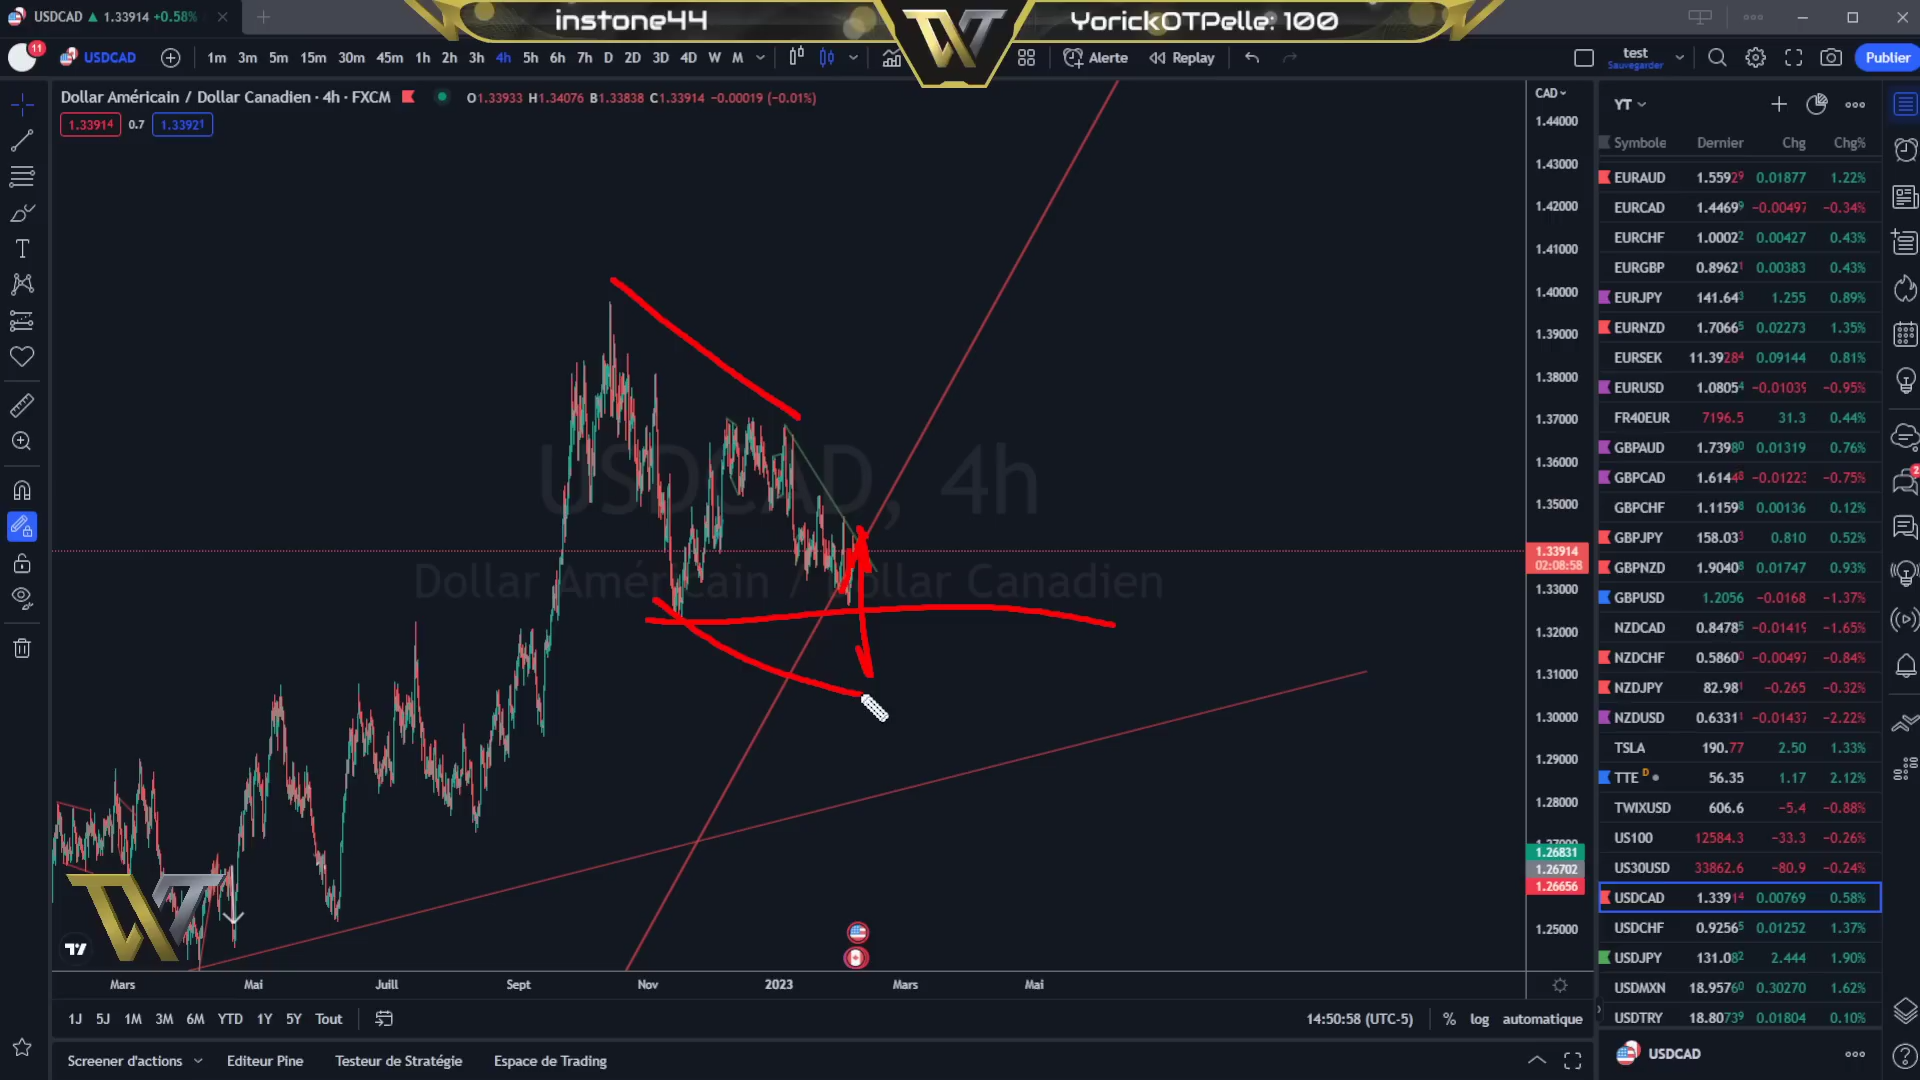 USDCAD ▲ 1.33914 +0.58%
instone44
YorickOTPelle: 100
11
USDCAD
1m 3m 5m 15m 30m 45m 1h 2h 3h 4h 5h 6h 7h D 2D 3D 4D W M
Alerte
Replay
test
Sauvegarder
Publier
Dollar Américain / Dollar Canadien · 4h · FXCM
O1.33933 H1.34076 B1.33838 C1.33914 −0.00019 (−0.01%)
1.33914 0.7 1.33921
USDCAD, 4h
Dollar Américain / Dollar Canadien
CAD
1.44000
1.43000
1.42000
1.41000
1.40000
1.39000
1.38000
1.37000
1.36000
1.35000
1.33914
02:08:58
1.33000
1.32000
1.31000
1.30000
1.29000
1.28000
1.26831
1.26702
1.26656
1.25000
Mars Mai Juill Sept Nov 2023 Mars Mai
1J 5J 1M 3M 6M YTD 1Y 5Y Tout
14:50:58 (UTC-5) % log automatique
Screener d'actions Editeur Pine Testeur de Stratégie Espace de Trading
YT
Symbole Dernier Chg Chg%
EURAUD 1.55929 0.01877 1.22%
EURCAD 1.44699 −0.00497 −0.34%
EURCHF 1.00022 0.00427 0.43%
EURGBP 0.89621 0.00383 0.43%
EURJPY 141.643 1.255 0.89%
EURNZD 1.70665 0.02273 1.35%
EURSEK 11.39284 0.09144 0.81%
EURUSD 1.08054 −0.01039 −0.95%
FR40EUR 7196.5 31.3 0.44%
GBPAUD 1.73980 0.01319 0.76%
GBPCAD 1.61448 −0.01223 −0.75%
GBPCHF 1.11598 0.00136 0.12%
GBPJPY 158.033 0.810 0.52%
GBPNZD 1.90408 0.01747 0.93%
GBPUSD 1.2056 −0.0168 −1.37%
NZDCAD 0.84785 −0.01419 −1.65%
NZDCHF 0.58600 −0.00497 −0.84%
NZDJPY 82.981 −0.265 −0.32%
NZDUSD 0.63311 −0.01437 −2.22%
TSLA 190.77 2.50 1.33%
TTE D 56.35 1.17 2.12%
TWIXUSD 606.6 −5.4 −0.88%
US100 12584.3 −33.3 −0.26%
US30USD 33862.6 −80.9 −0.24%
USDCAD 1.33914 0.00769 0.58%
USDCHF 0.92565 0.01252 1.37%
USDJPY 131.082 2.444 1.90%
USDMXN 18.95760 0.30270 1.62%
USDTRY 18.80739 0.01804 0.10%
USDCAD
2